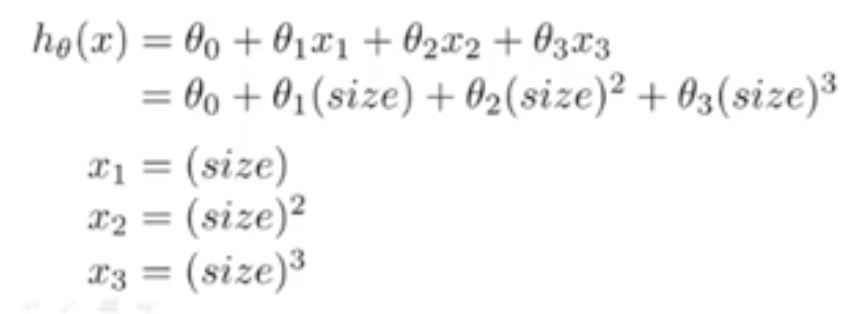 h_θ(x) = θ₀ + θ₁x₁ + θ₂x₂ + θ₃x₃
= θ₀ + θ₁(size) + θ₂(size)² + θ₃(size)³
x₁ = (size)
x₂ = (size)²
x₃ = (size)³